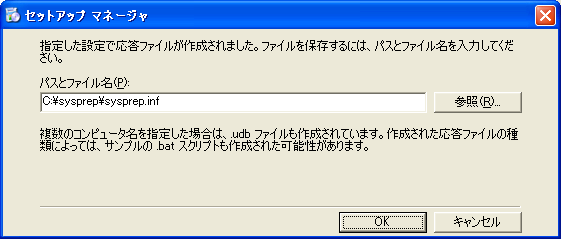 セットアップ マネージャ
指定した設定で応答ファイルが作成されました。ファイルを保存するには、パスとファイル名を入力してくだ
さい。
パスとファイル名(P):
C:¥sysprep¥sysprep.inf
参照(R)...
複数のコンピュータ名を指定した場合は、.udb ファイルも作成されています。作成された応答ファイルの種
類によっては、サンプルの .bat スクリプトも作成された可能性があります。
OK
キャンセル